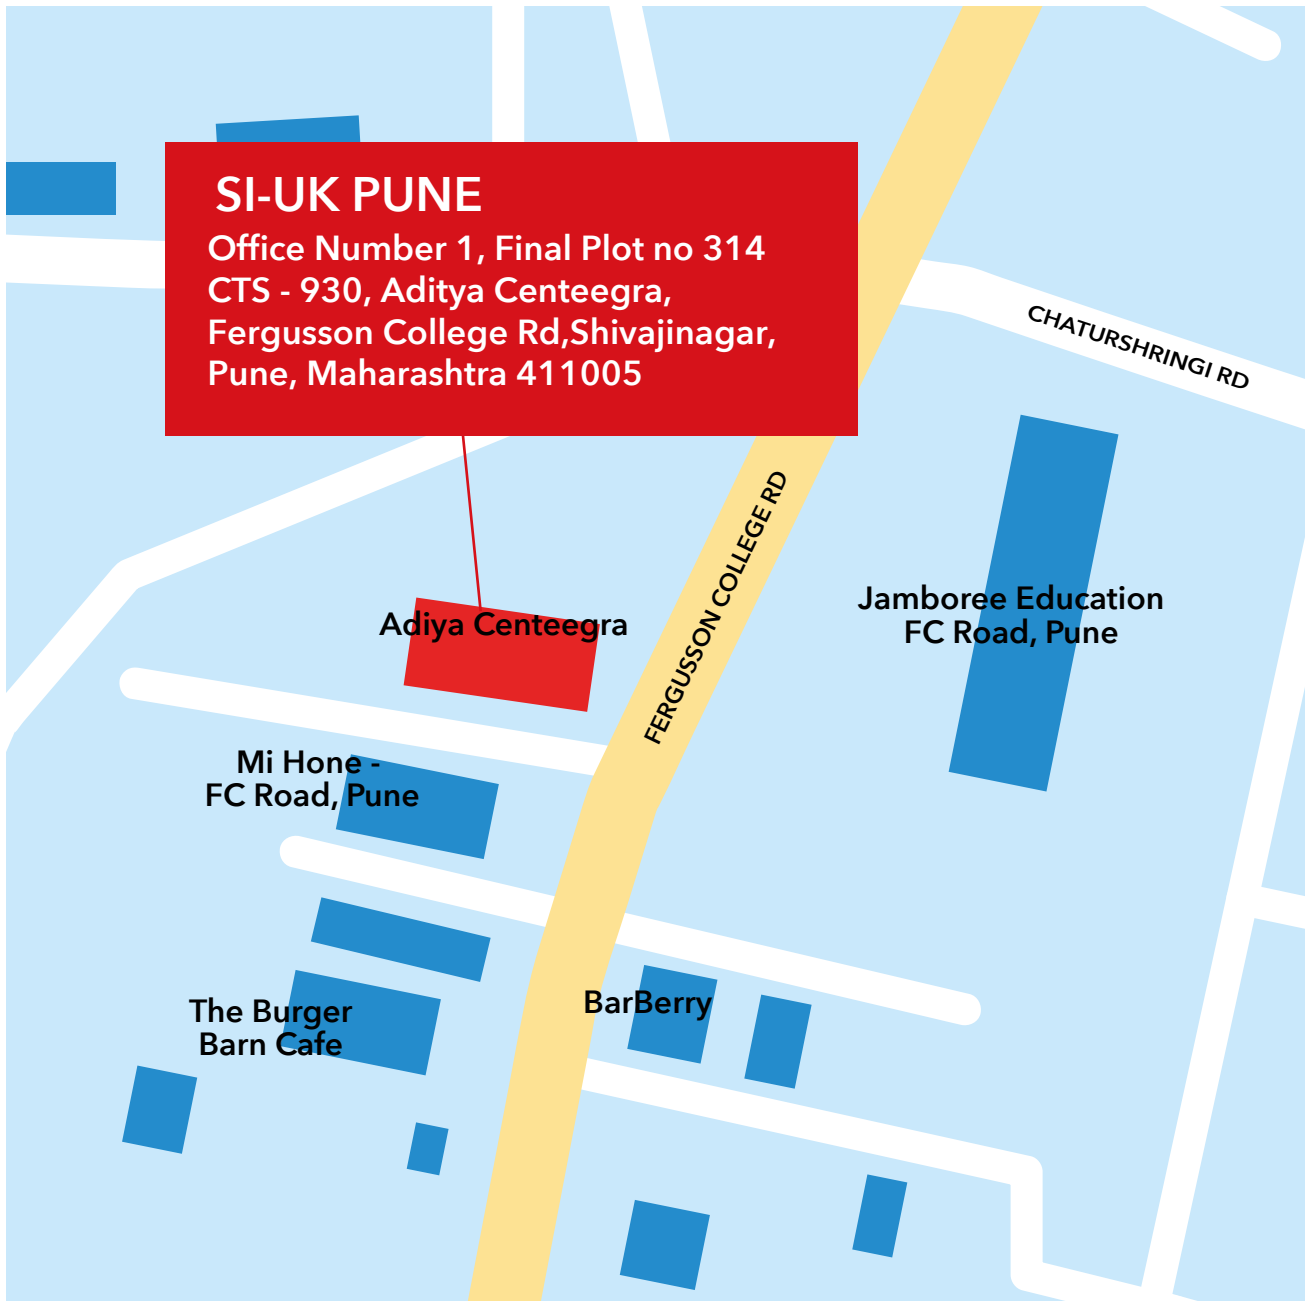 SI-UK PUNE
Office Number 1, Final Plot no 314
CTS - 930, Aditya Centeegra,
Fergusson College Rd,Shivajinagar,
Pune, Maharashtra 411005
CHATURSHRINGI RD
FERGUSSON COLLEGE RD
Jamboree Education
FC Road, Pune
Adiya Centeegra
Mi Hone -
FC Road, Pune
The Burger
Barn Cafe
BarBerry